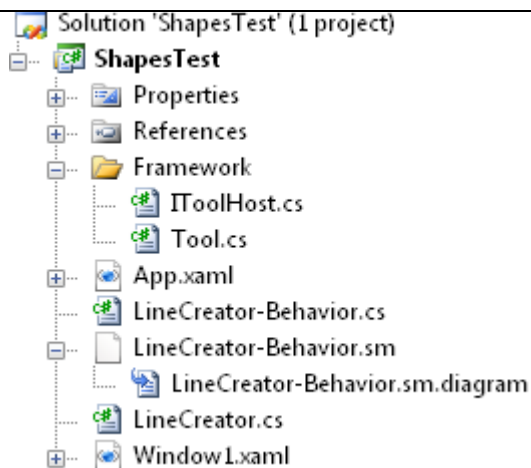 Solution 'ShapesTest' (1 project)
ShapesTest
Properties
References
Framework
IToolHost.cs
Tool.cs
App.xaml
LineCreator-Behavior.cs
LineCreator-Behavior.sm
LineCreator-Behavior.sm.diagram
LineCreator.cs
Window1.xaml